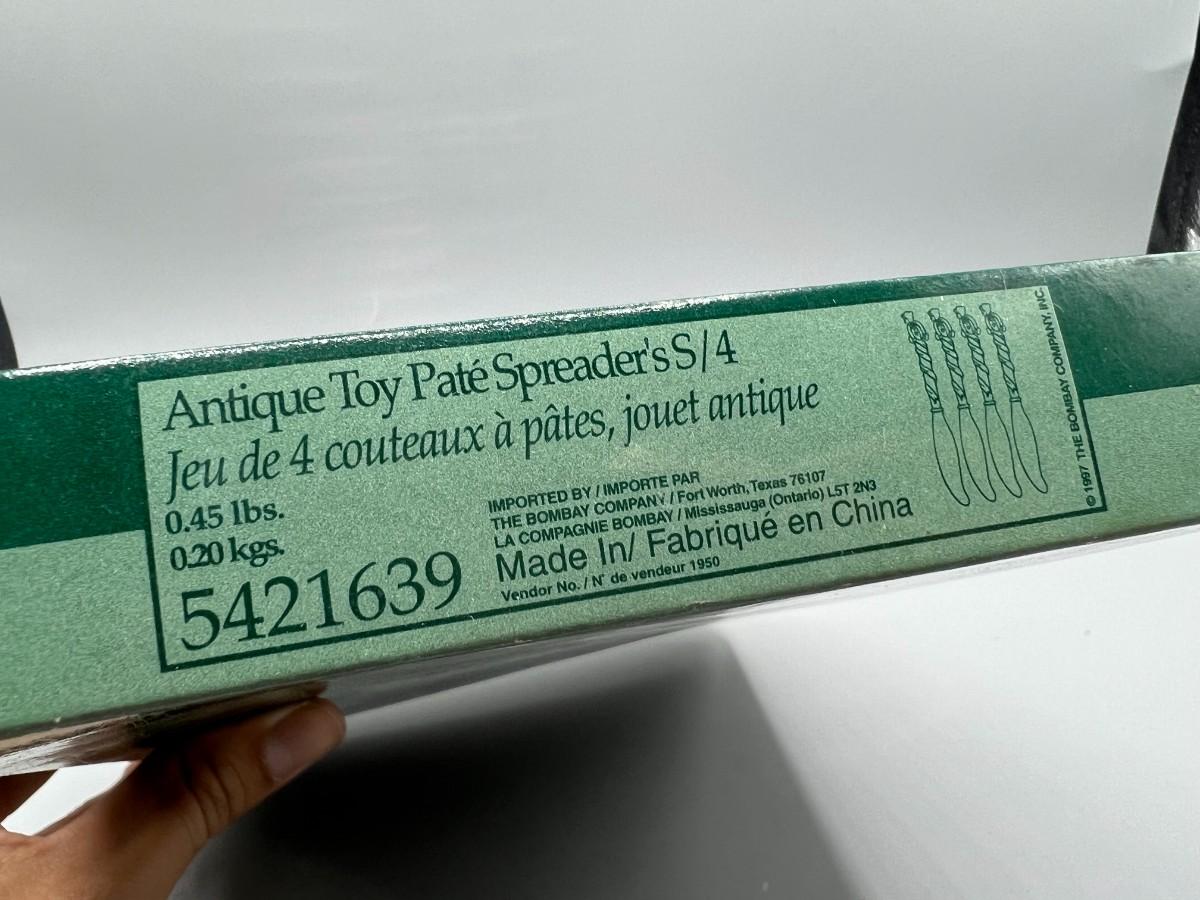 Antique Toy Paté Spreader's S/4
Jeu de 4 couteaux à pâtes, jouet antique
0.45 lbs.
0.20 kgs.
5421639
IMPORTED BY / IMPORTE PAR
THE BOMBAY COMPANY / Fort Worth, Texas 76107
LA COMPAGNIE BOMBAY / Mississauga (Ontario) L5T 2N3
Made In/ Fabriqué en China
Vendor No. / N° de vendeur 1950
© 1997 THE BOMBAY COMPANY, INC.